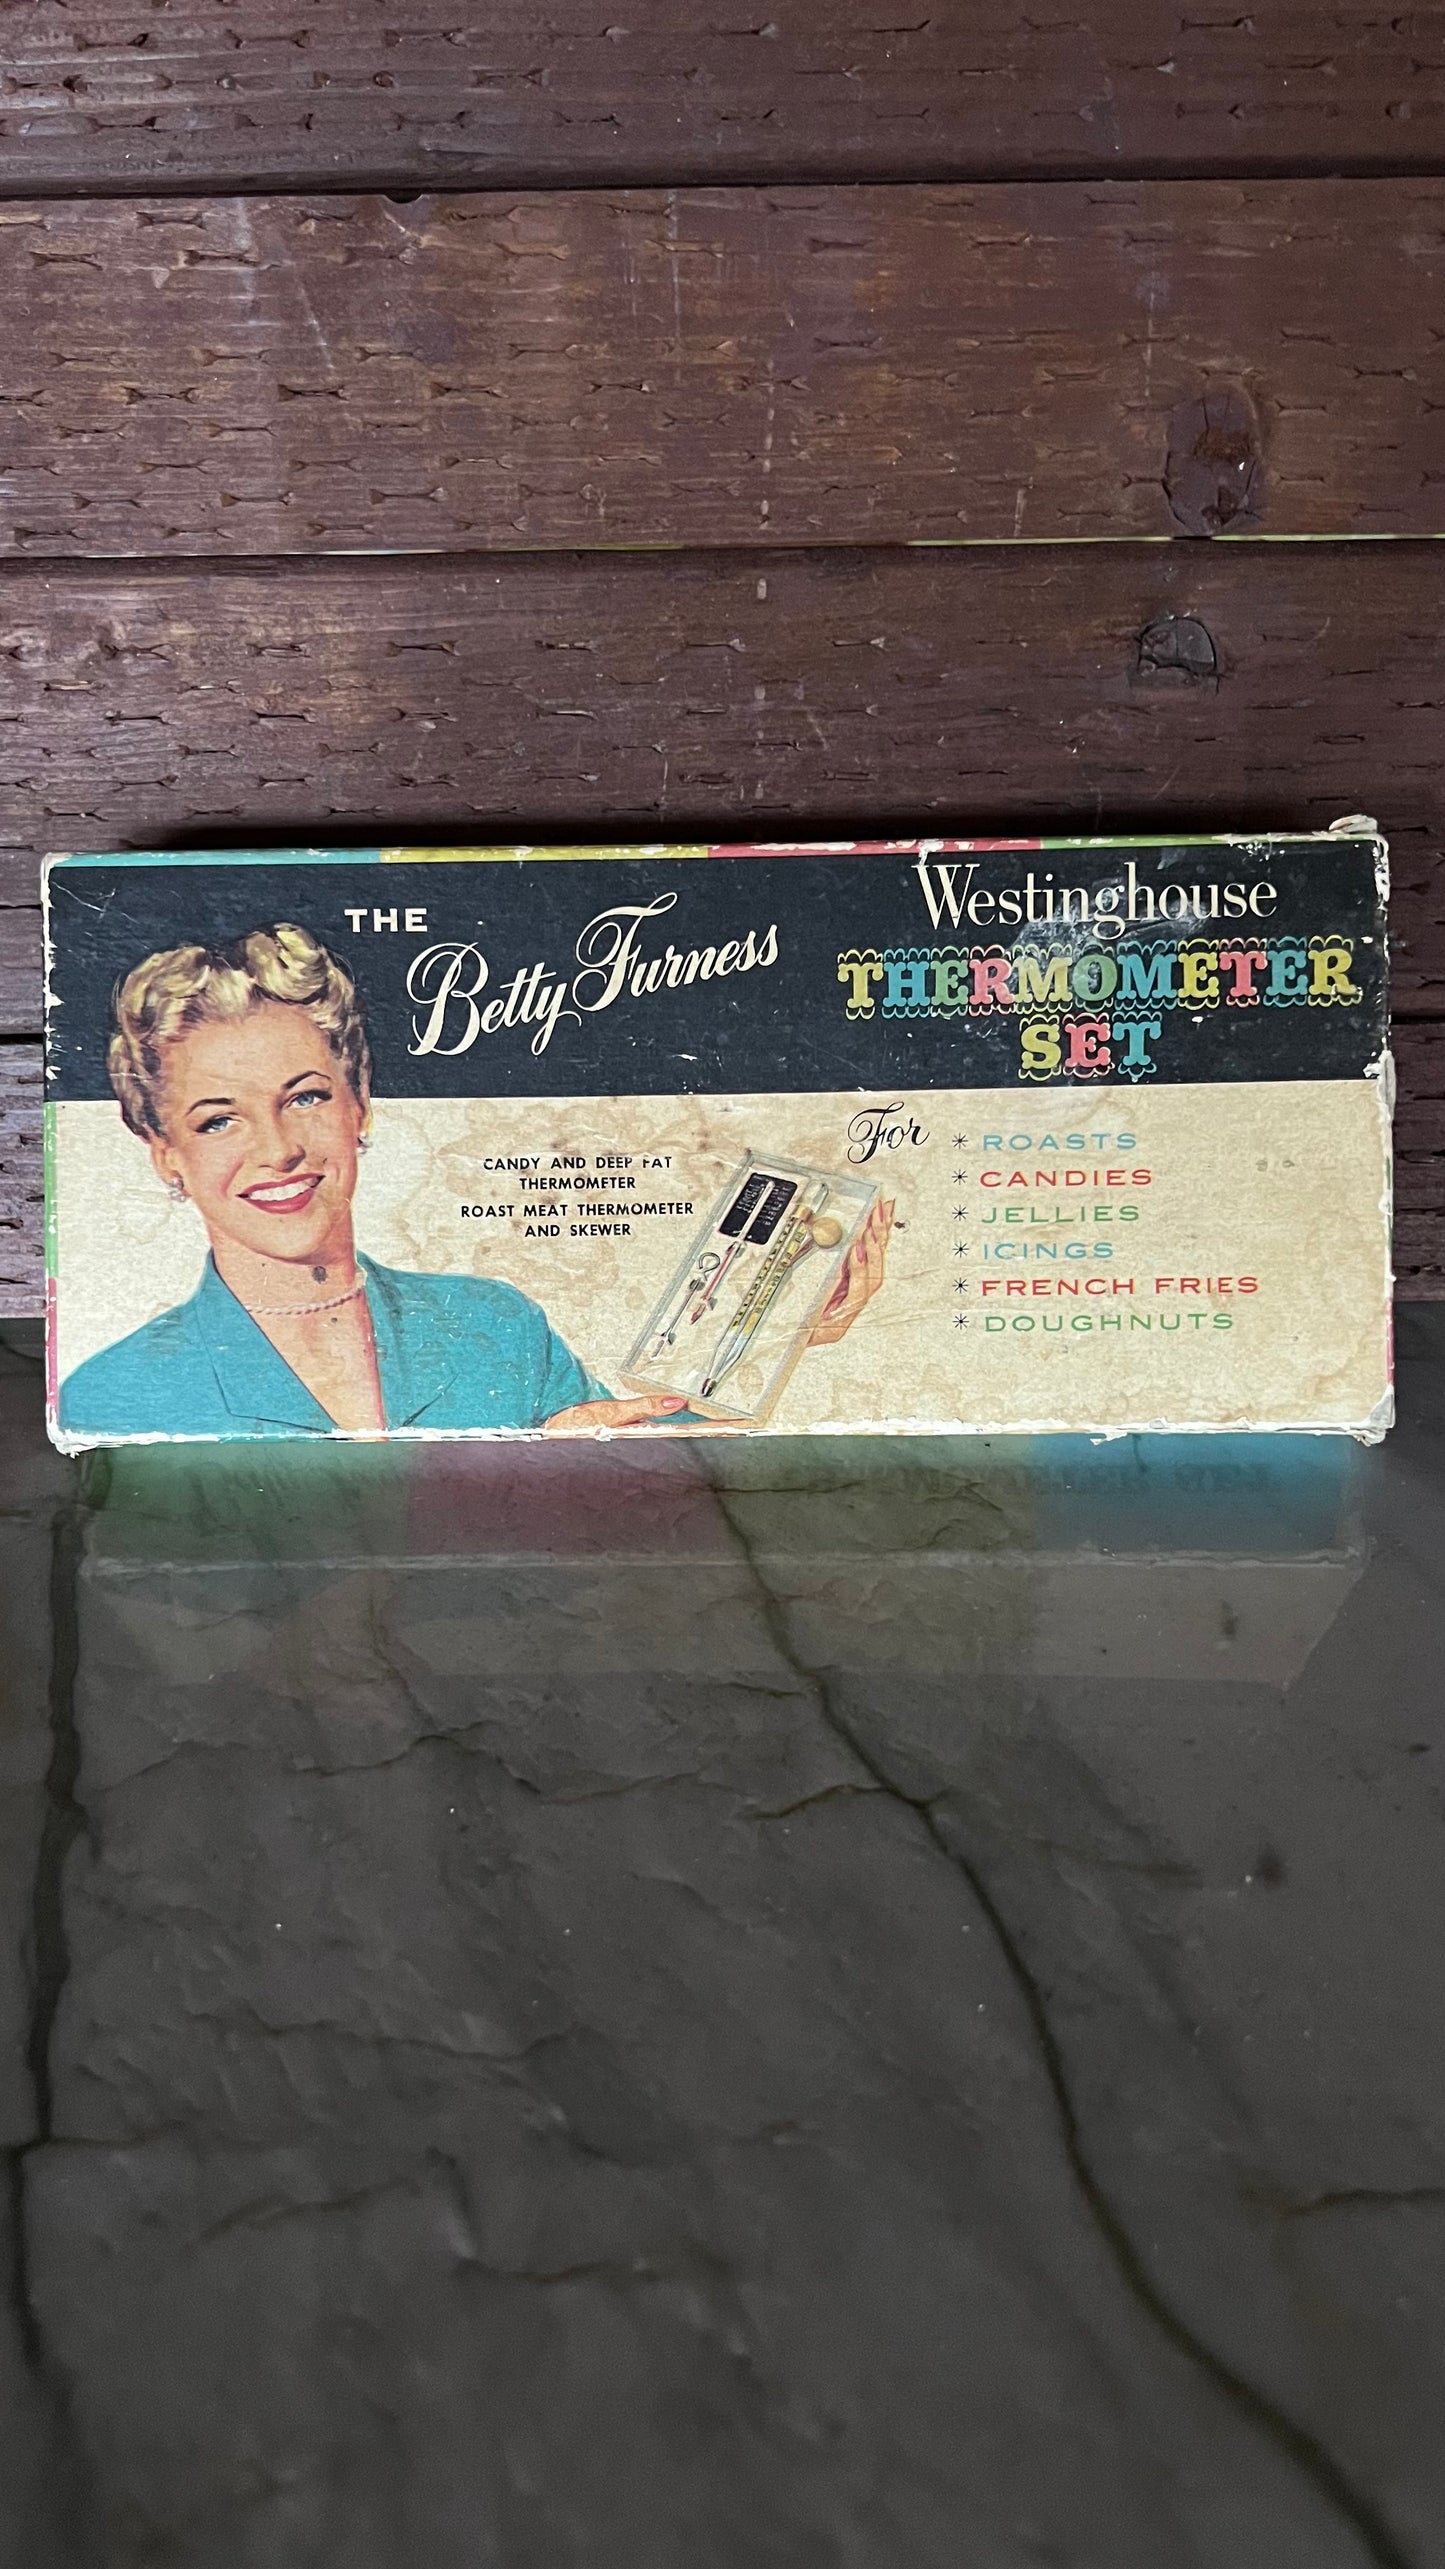 THE
Betty Furness
Westinghouse
THERMOMETER
SET
CANDY AND DEEP FAT
THERMOMETER
ROAST MEAT THERMOMETER
AND SKEWER
For
* ROASTS
* CANDIES
* JELLIES
* ICINGS
* FRENCH FRIES
* DOUGHNUTS